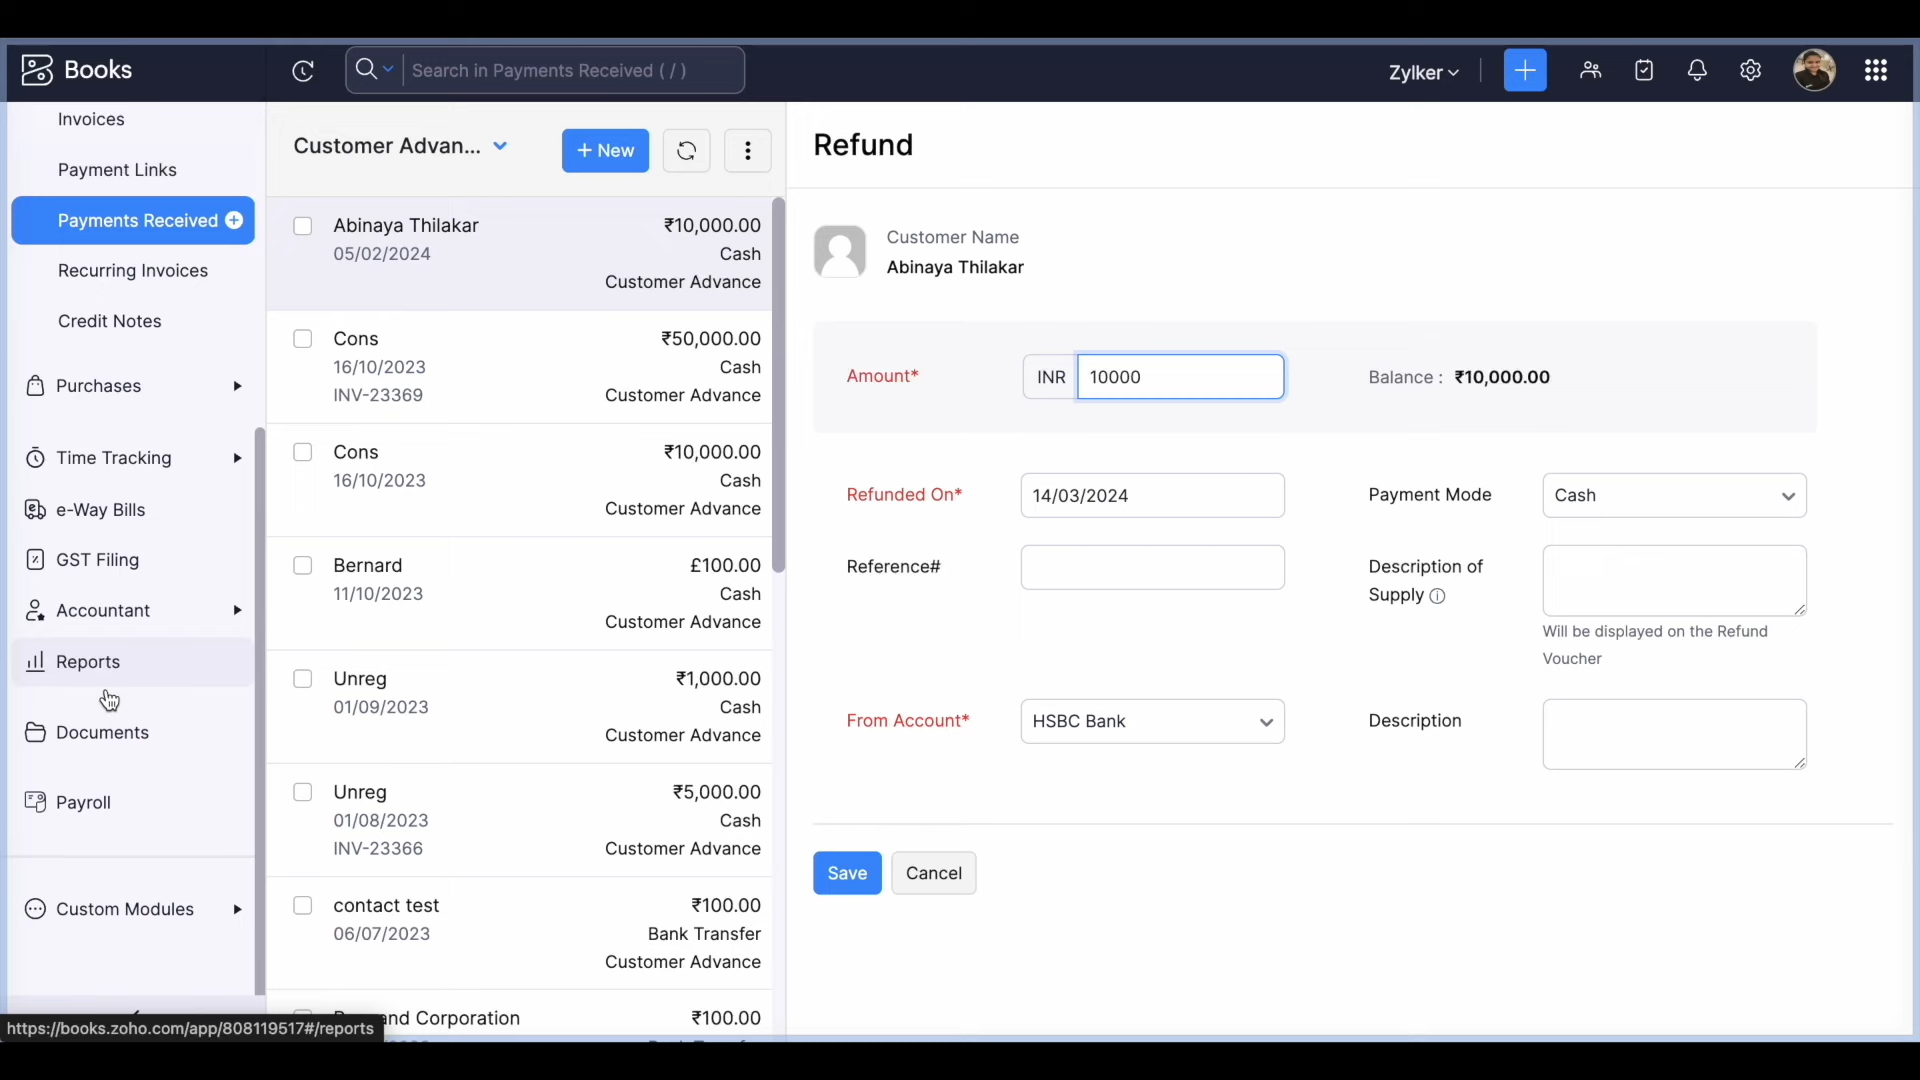 Books
Search in Payments Received ( / )
Zylker
Invoices
Payment Links
Payments Received
Recurring Invoices
Credit Notes
Purchases
Time Tracking
e-Way Bills
GST Filing
Accountant
Reports
Documents
Payroll
Custom Modules
https://books.zoho.com/app/808119517#/reports
Customer Advan...
+ New
Abinaya Thilakar ₹10,000.00
05/02/2024 Cash
Customer Advance
Cons ₹50,000.00
16/10/2023 Cash
INV-23369 Customer Advance
Cons ₹10,000.00
16/10/2023 Cash
Customer Advance
Bernard £100.00
11/10/2023 Cash
Customer Advance
Unreg ₹1,000.00
01/09/2023 Cash
Customer Advance
Unreg ₹5,000.00
01/08/2023 Cash
INV-23366 Customer Advance
contact test ₹100.00
06/07/2023 Bank Transfer
Customer Advance
and Corporation ₹100.00
Refund
Customer Name
Abinaya Thilakar
Amount* INR 10000 Balance : ₹10,000.00
Refunded On* 14/03/2024 Payment Mode Cash
Reference# Description of
Supply
Will be displayed on the Refund
Voucher
From Account* HSBC Bank Description
Save Cancel